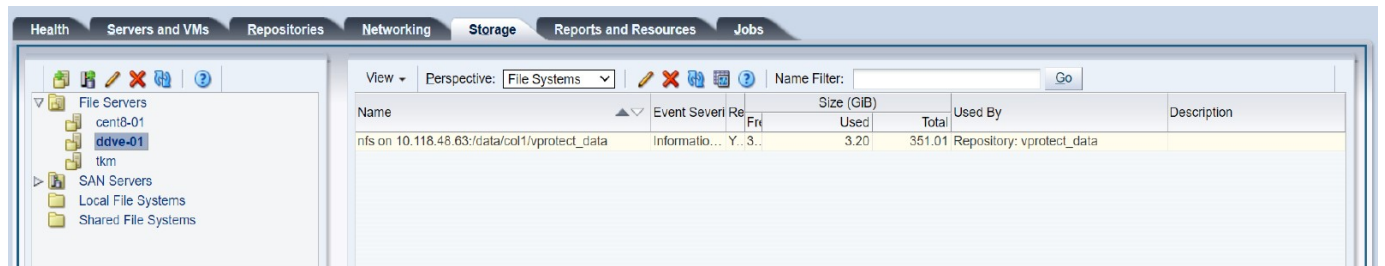 Health Servers and VMs Repositories Networking Storage Reports and Resources Jobs
View Perspective: File Systems Name Filter: Go
File Servers
cent8-01
ddve-01
tkm
SAN Servers
Local File Systems
Shared File Systems
Name Event Severi Re Size (GiB) Used By Description
Fre Used Total
nfs on 10.118.48.63:/data/col1/vprotect_data Informatio... Y.. 3.. 3.20 351.01 Repository: vprotect_data